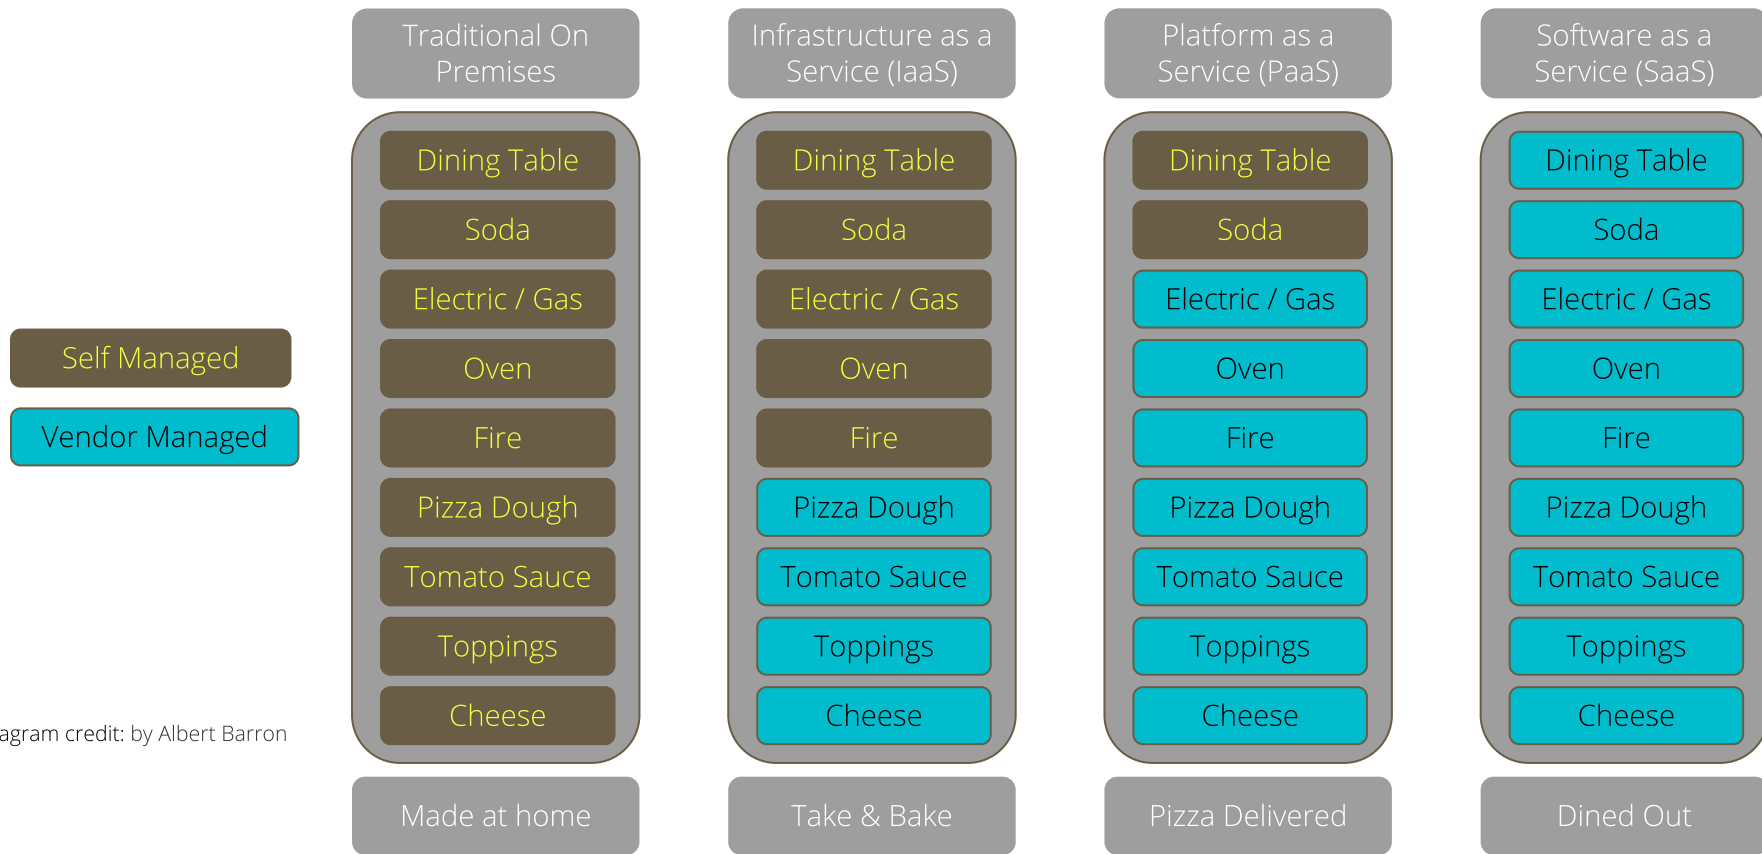 Traditional On
Premises
Infrastructure as a
Service (IaaS)
Platform as a
Service (PaaS)
Software as a
Service (SaaS)
Self Managed
Vendor Managed
Dining Table
Soda
Electric / Gas
Oven
Fire
Pizza Dough
Tomato Sauce
Toppings
Cheese
Dining Table
Soda
Electric / Gas
Oven
Fire
Pizza Dough
Tomato Sauce
Toppings
Cheese
Dining Table
Soda
Electric / Gas
Oven
Fire
Pizza Dough
Tomato Sauce
Toppings
Cheese
Dining Table
Soda
Electric / Gas
Oven
Fire
Pizza Dough
Tomato Sauce
Toppings
Cheese
agram credit: by Albert Barron
Made at home
Take & Bake
Pizza Delivered
Dined Out